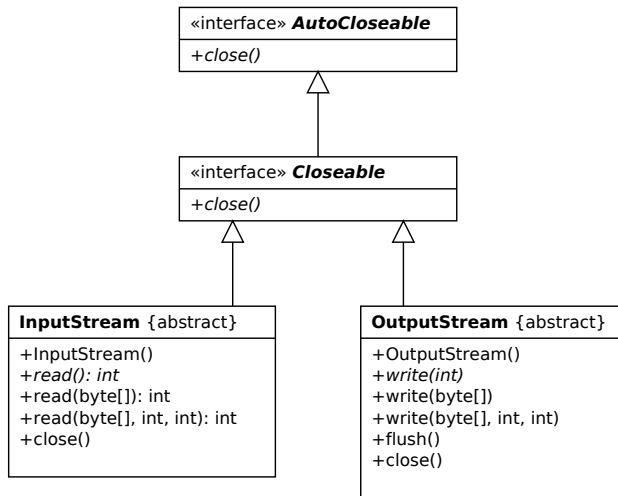 «interface» AutoCloseable
+close()
«interface» Closeable
+close()
InputStream {abstract}
+InputStream()
+read(): int
+read(byte[]): int
+read(byte[], int, int): int
+close()
OutputStream {abstract}
+OutputStream()
+write(int)
+write(byte[])
+write(byte[], int, int)
+flush()
+close()